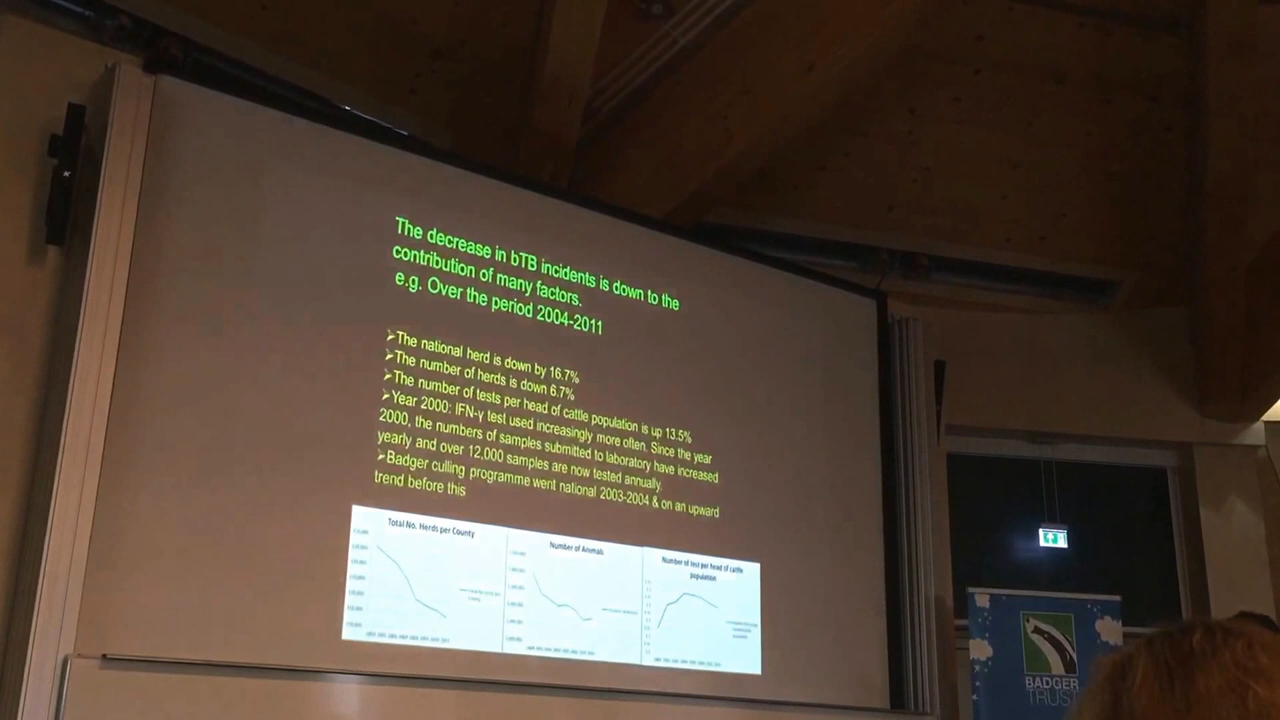 The decrease in bTB incidents is down to the
contribution of many factors.
e.g. Over the period 2004-2011
➢The national herd is down by 16.7%
➢The number of herds is down 6.7%
➢The number of tests per head of cattle population is up 13.5%
➢Year 2000: IFN-γ test used increasingly more often. Since the year
2000, the numbers of samples submitted to laboratory have increased
yearly and over 12,000 samples are now tested annually.
➢Badger culling programme went national 2003-2004 & on an upward
trend before this
Total No. Herds per County
Number of Animals
Number of test per head of cattle
population
BADGER
TRUST